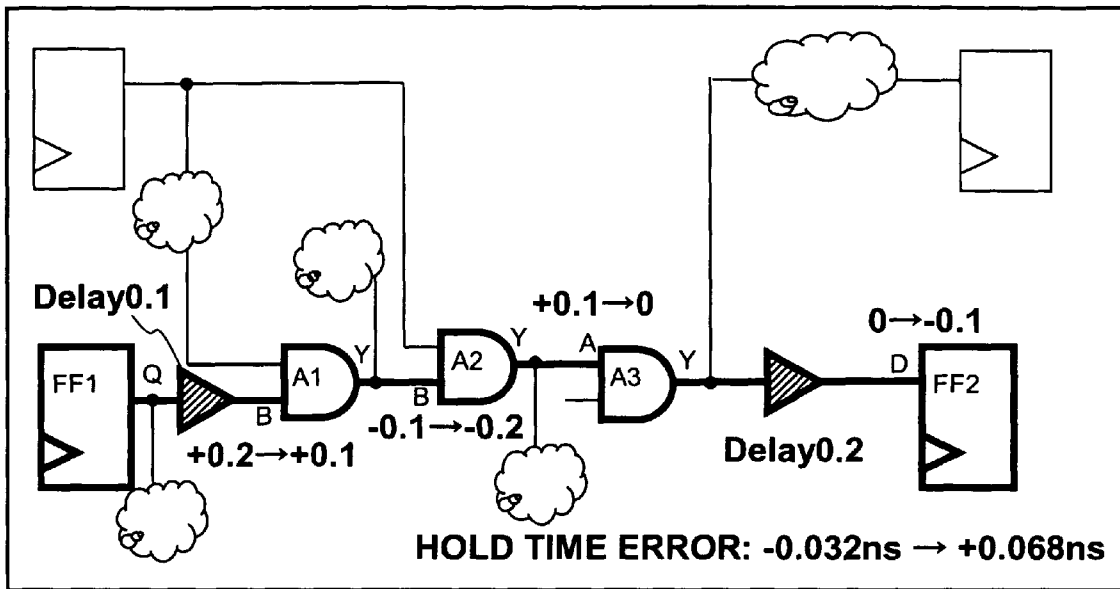 Delay0.1
+0.1→0
0→-0.1
FF1
Q
B
A1
Y
B
A2
Y
A
A3
Y
D
FF2
+0.2→+0.1
-0.1→-0.2
Delay0.2
HOLD TIME ERROR: -0.032ns → +0.068ns